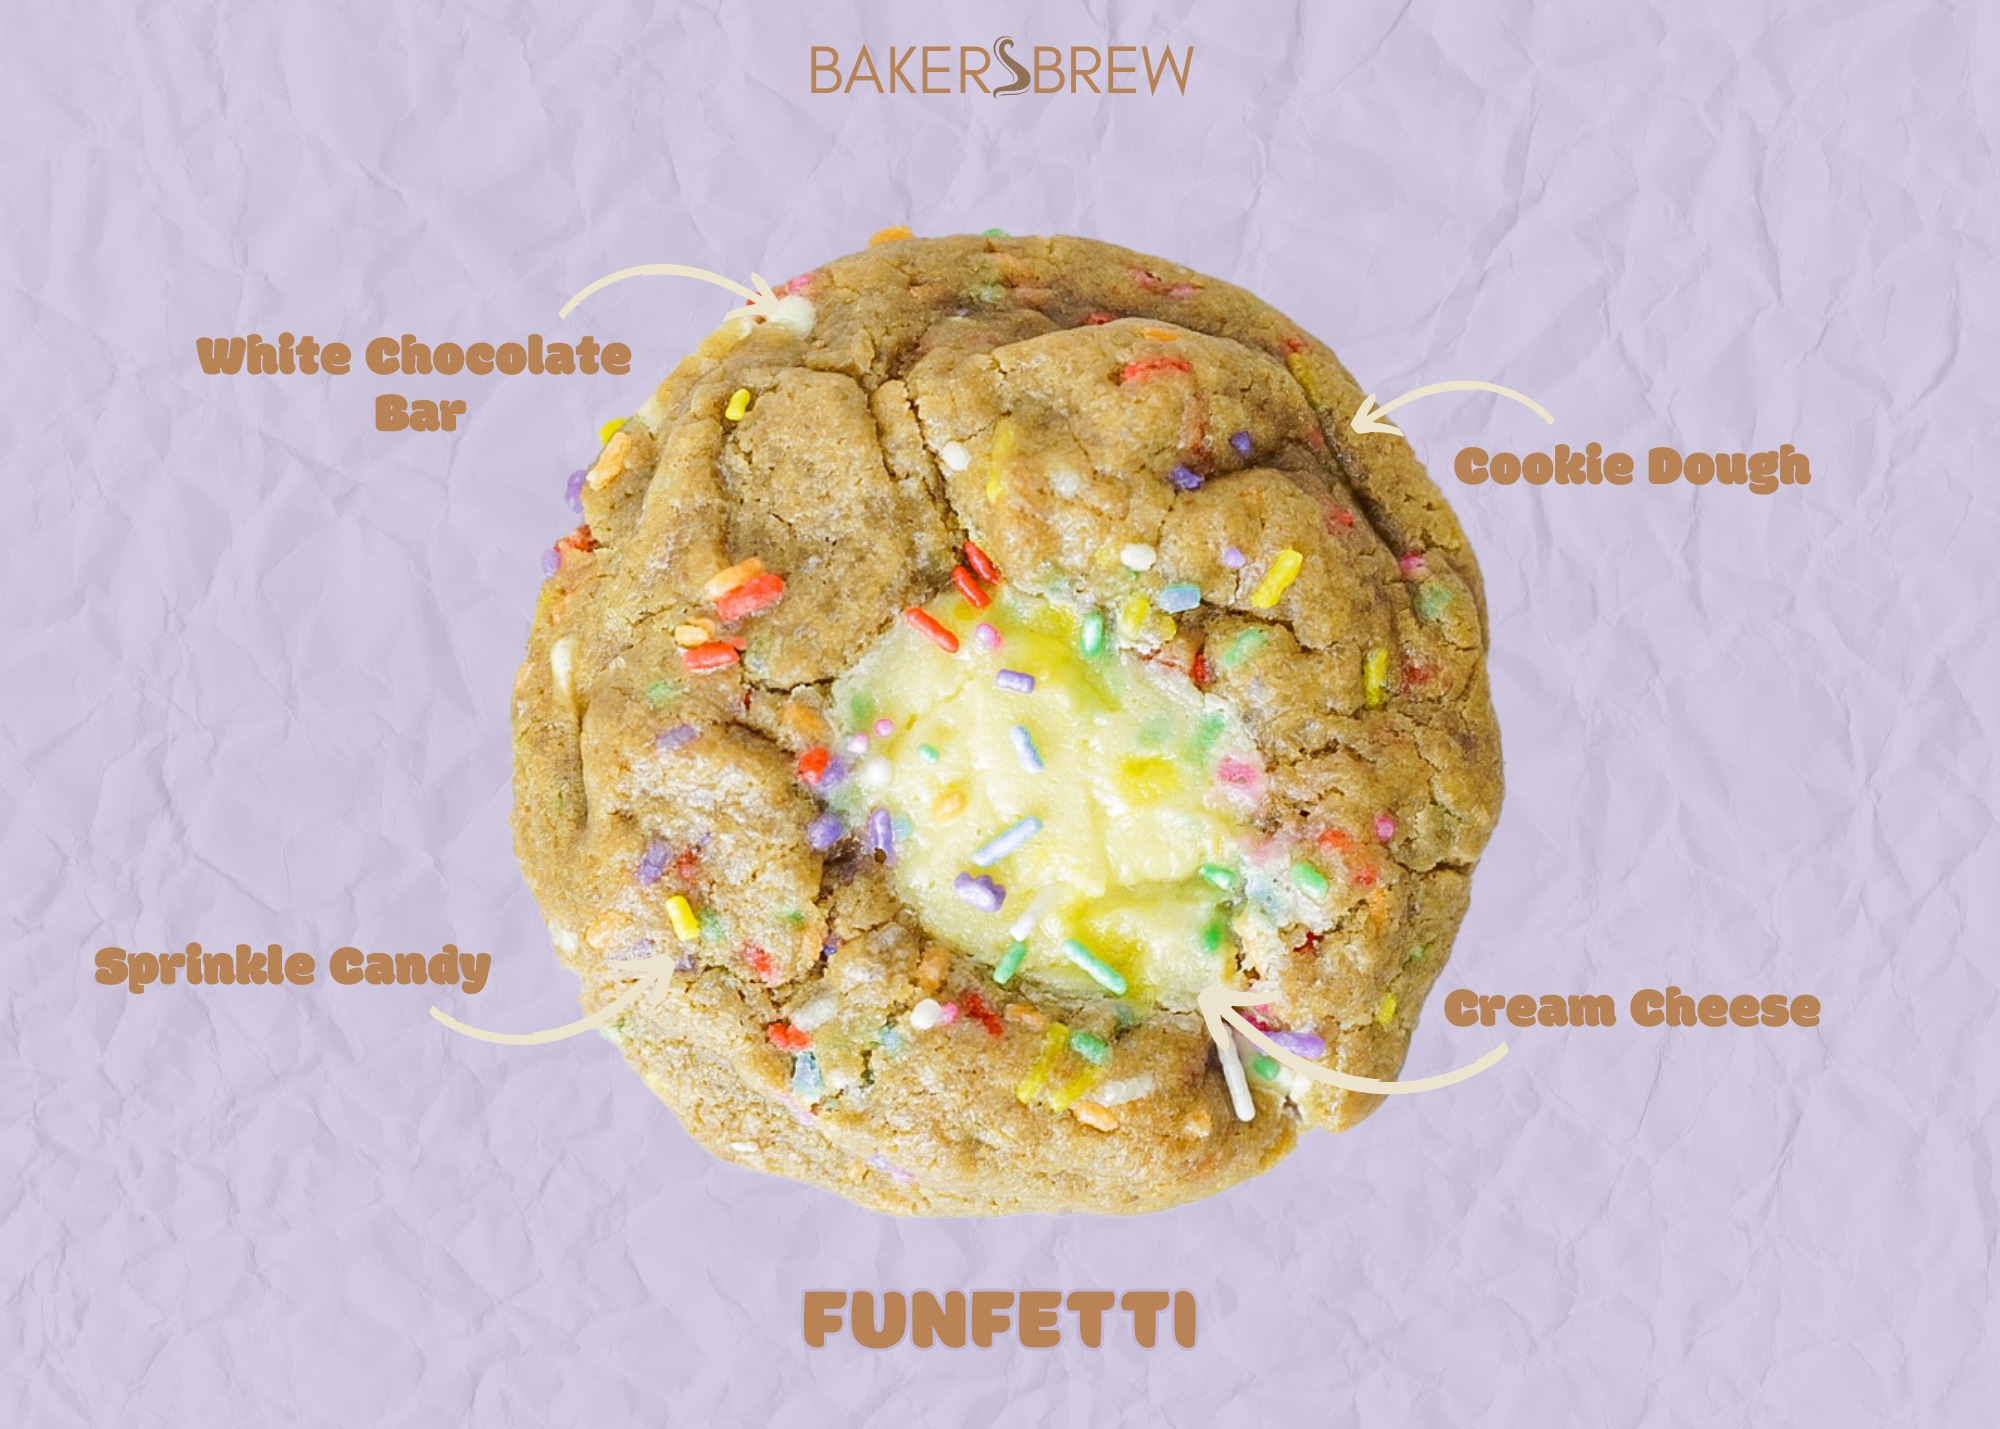 BAKERSBREW
White Chocolate
Bar
Cookie Dough
Sprinkle Candy
Cream Cheese
FUNFETTI